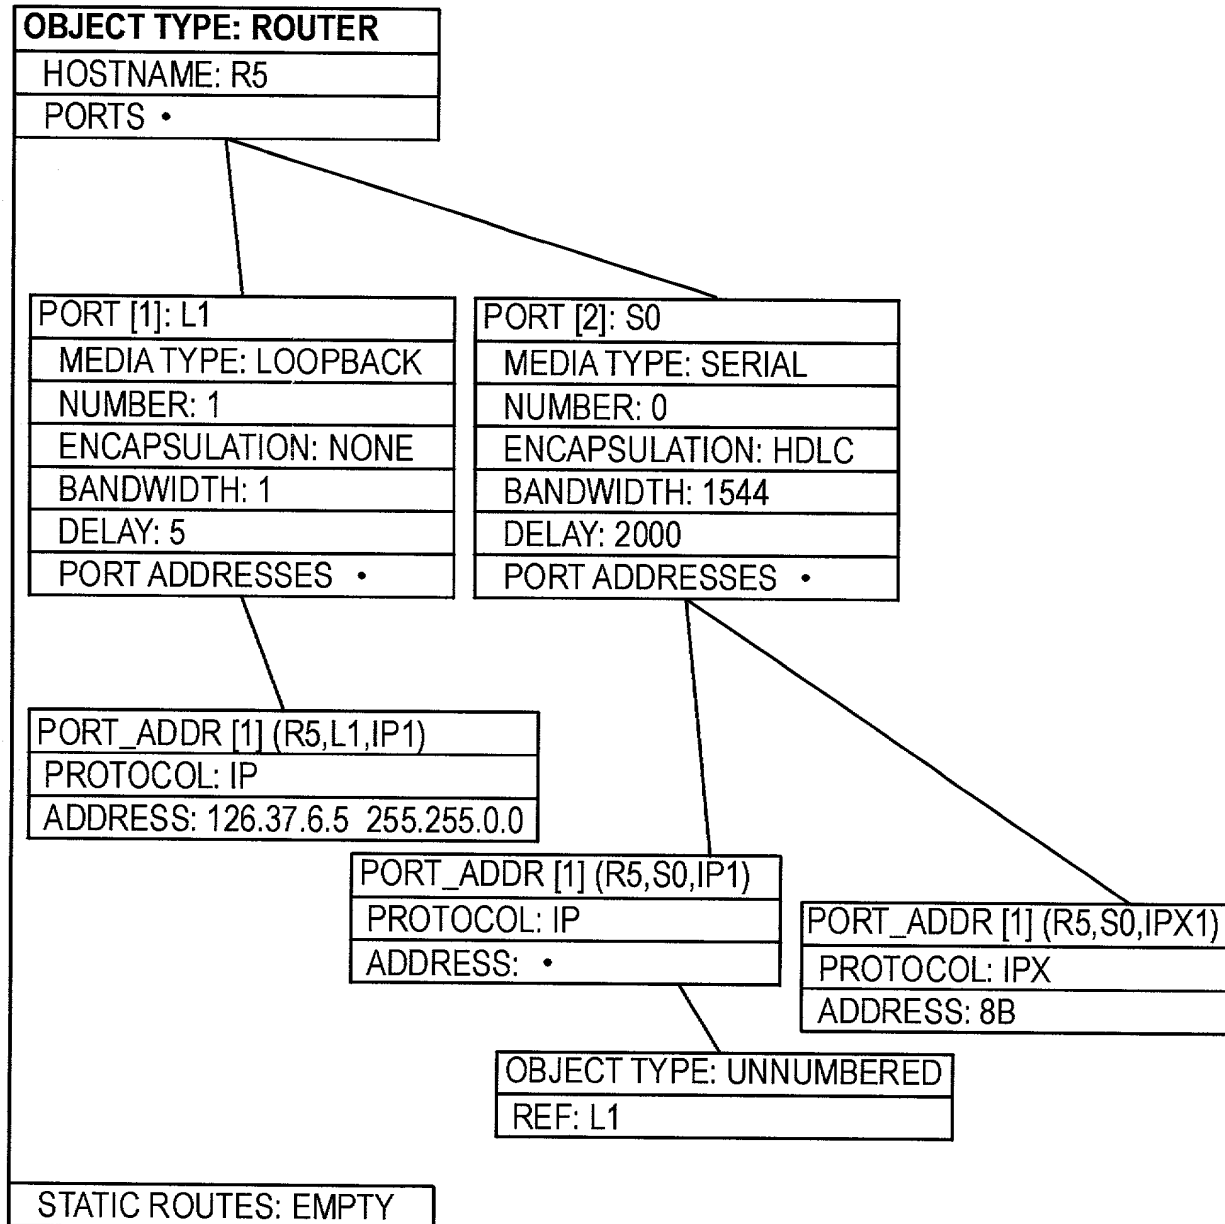 OBJECT TYPE: ROUTER
HOSTNAME: R5
PORTS •
PORT [1]: L1
MEDIA TYPE: LOOPBACK
NUMBER: 1
ENCAPSULATION: NONE
BANDWIDTH: 1
DELAY: 5
PORT ADDRESSES •
PORT [2]: S0
MEDIA TYPE: SERIAL
NUMBER: 0
ENCAPSULATION: HDLC
BANDWIDTH: 1544
DELAY: 2000
PORT ADDRESSES •
PORT_ADDR [1] (R5,L1,IP1)
PROTOCOL: IP
ADDRESS: 126.37.6.5 255.255.0.0
PORT_ADDR [1] (R5,S0,IP1)
PROTOCOL: IP
ADDRESS: •
PORT_ADDR [1] (R5,S0,IPX1)
PROTOCOL: IPX
ADDRESS: 8B
OBJECT TYPE: UNNUMBERED
REF: L1
STATIC ROUTES: EMPTY